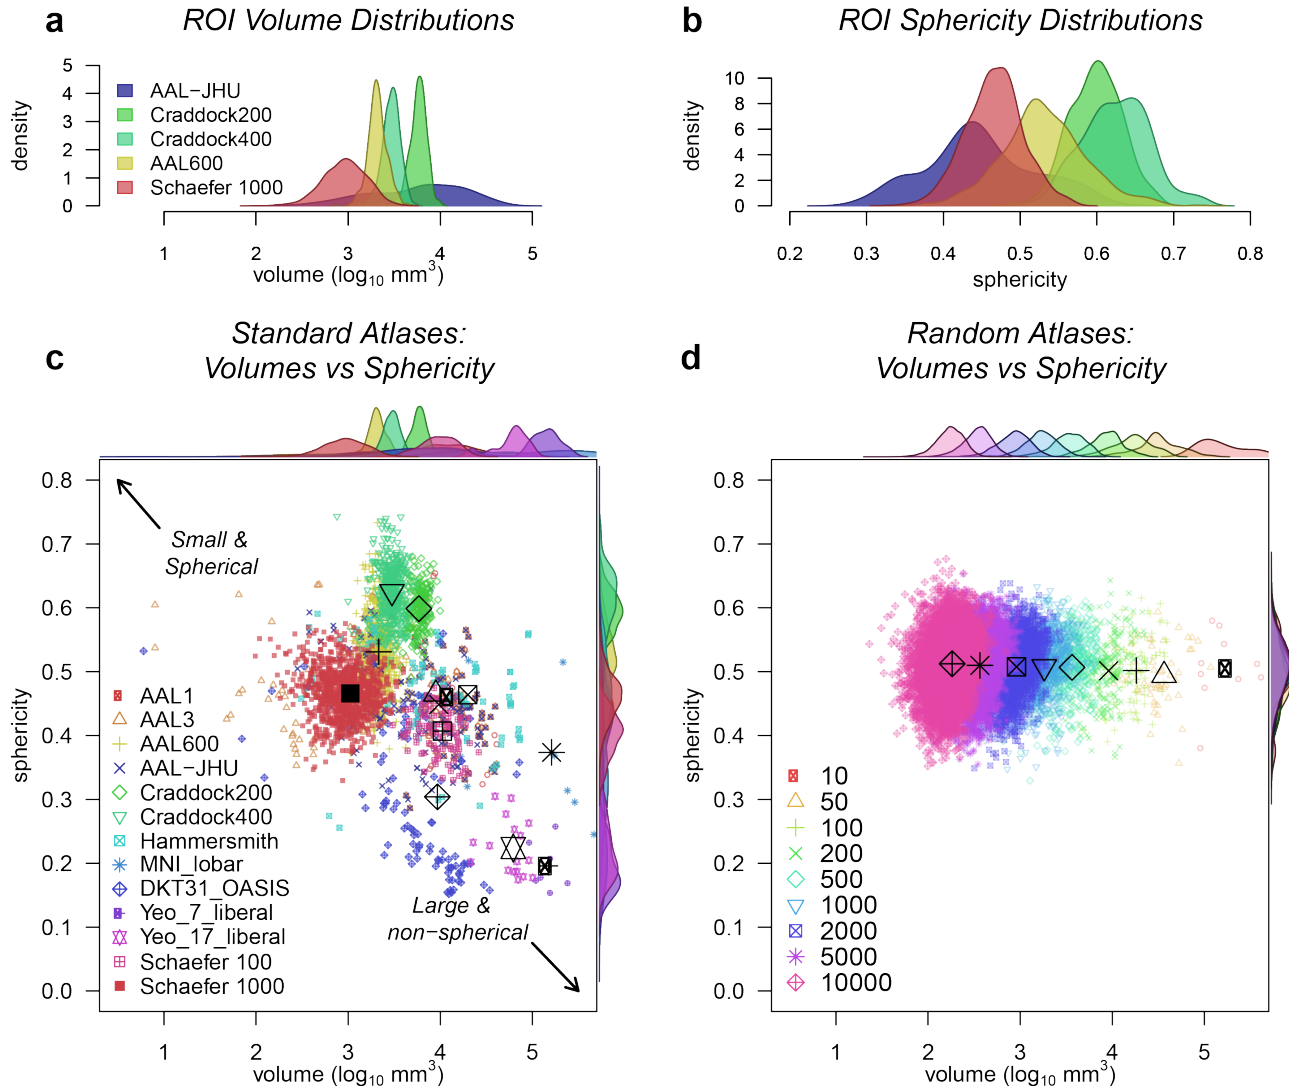 a
ROI Volume Distributions
5
4
3
2
1
0
density
AAL−JHU
Craddock200
Craddock400
AAL600
Schaefer 1000
1 2 3 4 5
volume (log₁₀ mm³)
b
ROI Sphericity Distributions
10
8
6
4
2
0
density
0.2 0.3 0.4 0.5 0.6 0.7 0.8
sphericity
c
Standard Atlases:
Volumes vs Sphericity
0.8
0.7
0.6
0.5
0.4
0.3
0.2
0.1
0.0
sphericity
Small &
Spherical
AAL1
AAL3
AAL600
AAL−JHU
Craddock200
Craddock400
Hammersmith
MNI_lobar
DKT31_OASIS
Yeo_7_liberal
Yeo_17_liberal
Schaefer 100
Schaefer 1000
Large &
non−spherical
1 2 3 4 5
volume (log₁₀ mm³)
d
Random Atlases:
Volumes vs Sphericity
0.8
0.7
0.6
0.5
0.4
0.3
0.2
0.1
0.0
sphericity
10
50
100
200
500
1000
2000
5000
10000
1 2 3 4 5
volume (log₁₀ mm³)